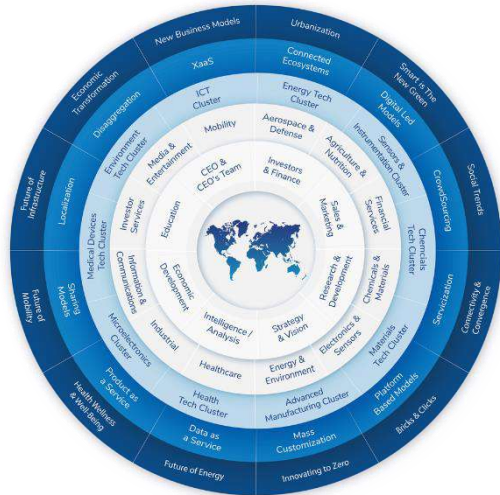 New Business Models
Urbanization
Smart is The
New Green
Social Trends
Connectivity &
Convergence
Bricks & Clicks
Innovating to Zero
Future of Energy
Health Wellness
& Well-Being
Future of
Mobility
Future of
Infrastructure
Economic
Transformation
XaaS
Connected
Ecosystems
Digital Led
Models
CrowdSourcing
Servicization
Platform
Based Models
Mass
Customization
Data as
a Service
Product as
a Service
Sharing
Models
Localization
Disaggregation
ICT
Cluster
Energy Tech
Cluster
Sensors &
Instrumentation Cluster
Chemcials
Tech Cluster
Materials
Tech Cluster
Advanced
Manufacturing Cluster
Health
Tech Cluster
Microelectronics
Cluster
Medical Devices
Tech Cluster
Environment
Tech Cluster
Mobility
Aerospace &
Defense
Agriculture &
Nutrition
Financial
Services
Chemicals &
Materials
Electronics &
Sensors
Energy &
Environment
Healthcare
Industrial
Information &
Communications
Investor
Services
Media &
Entertainment
CEO &
CEO's Team
Investors
& Finance
Sales &
Marketing
Research &
Development
Strategy
& Vision
Intelligence /
Analysis
Economic
Development
Education